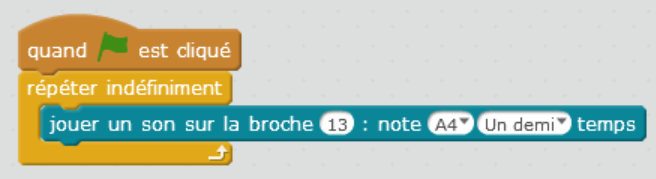 quand est cliqué
répéter indéfiniment
jouer un son sur la broche 13 : note A4 Un demi temps